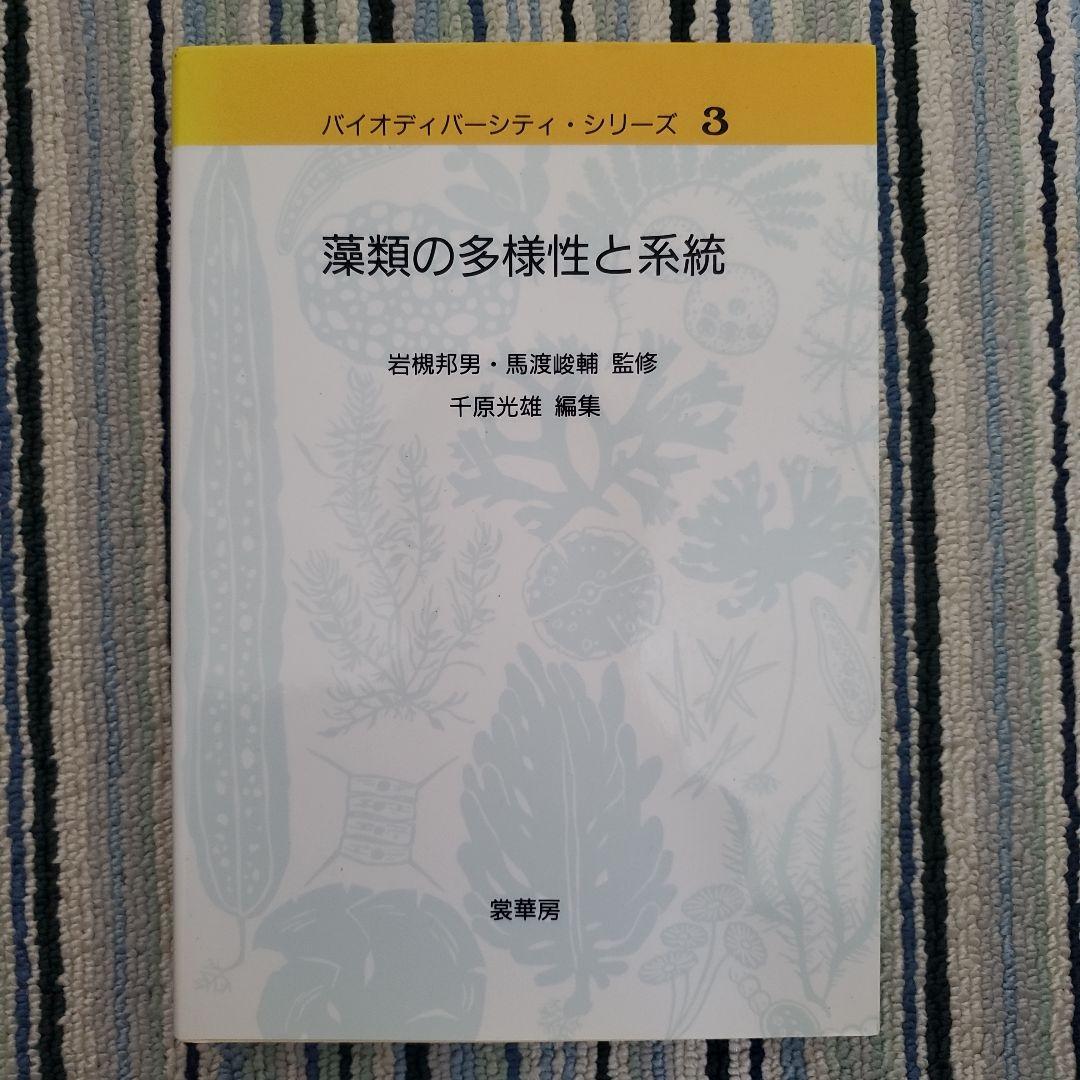 バイオディバーシティ・シリーズ 3
藻類の多様性と系統
岩槻邦男・馬渡峻輔 監修
千原光雄 編集
裳華房